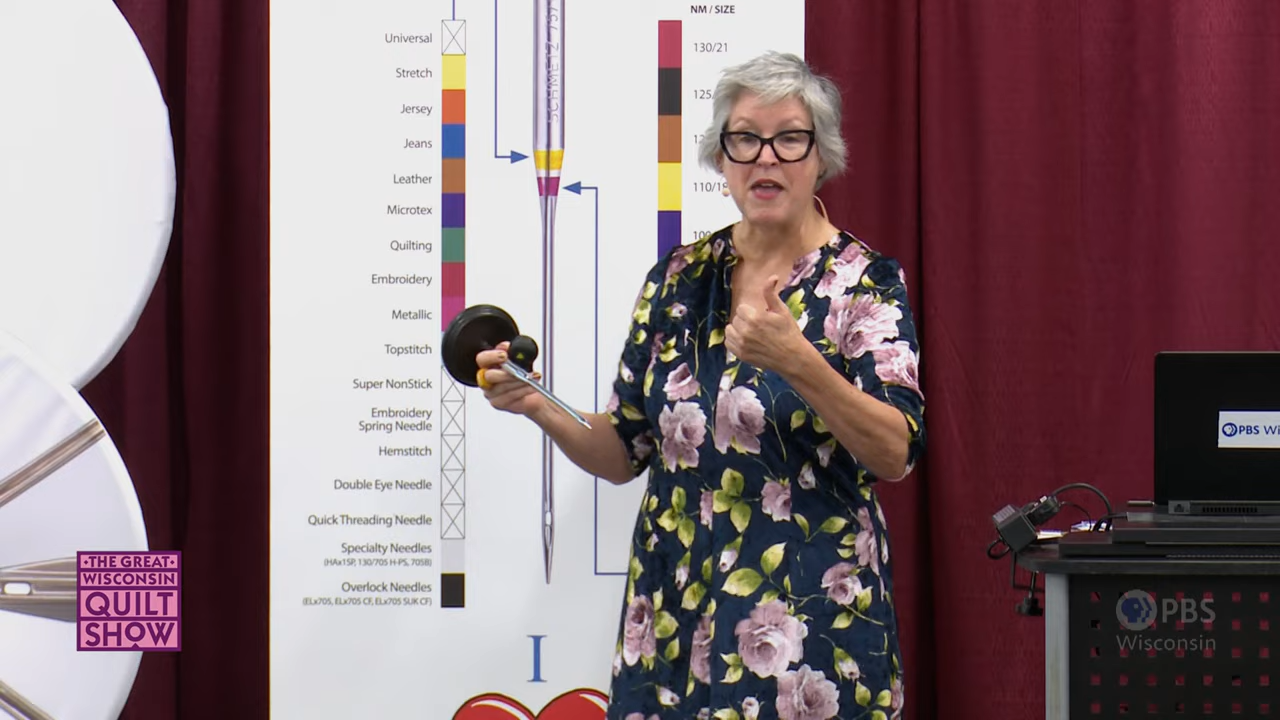 NM / SIZE
Universal
Stretch
Jersey
Jeans
Leather
Microtex
Quilting
Embroidery
Metallic
Topstitch
Super NonStick
Embroidery
Spring Needle
Hemstitch
Double Eye Needle
Quick Threading Needle
Specialty Needles
(HAx1SP, 130/705 H-PS, 705B)
Overlock Needles
(ELx705, ELx705 CF, ELx705 SUK CF)
SCHMETZ
130/21
I
PBS
THE GREAT
WISCONSIN
QUILT
SHOW
PBS
Wisconsin